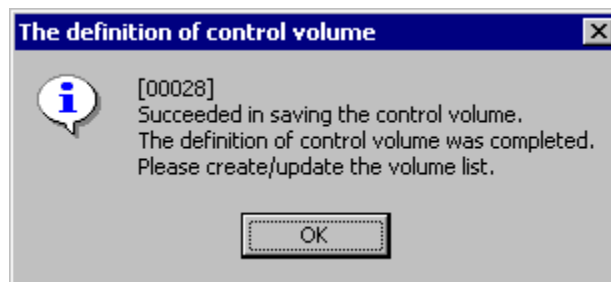 The definition of control volume
[00028]
Succeeded in saving the control volume.
The definition of control volume was completed.
Please create/update the volume list.
OK